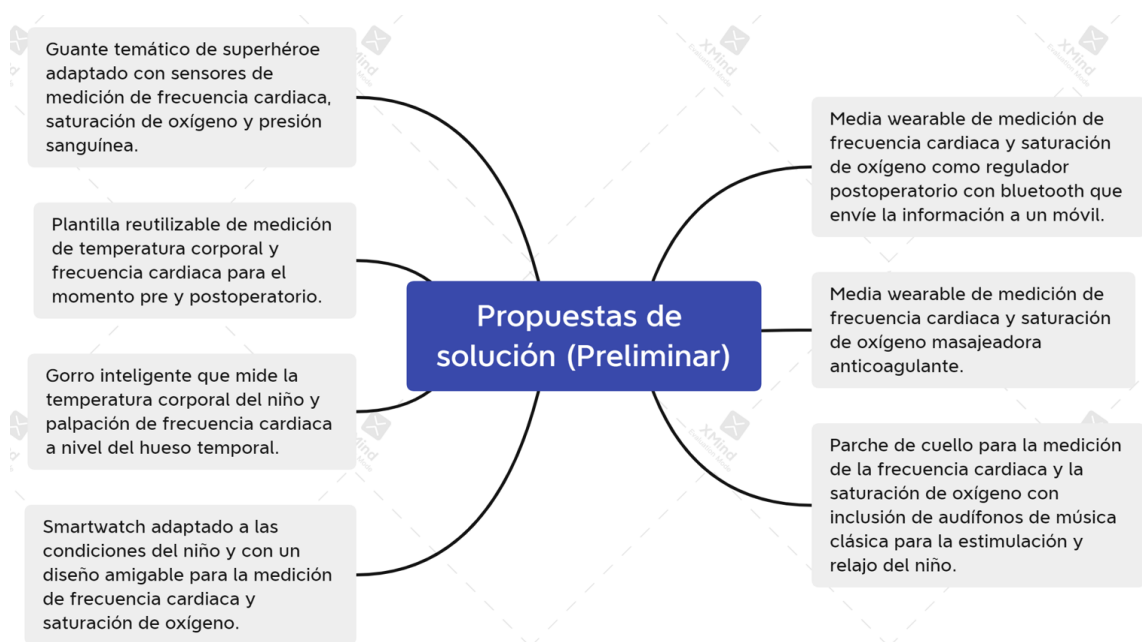 Guante temático de superhéroe
adaptado con sensores de
medición de frecuencia cardiaca,
saturación de oxígeno y presión
sanguínea.
Plantilla reutilizable de medición
de temperatura corporal y
frecuencia cardiaca para el
momento pre y postoperatorio.
Gorro inteligente que mide la
temperatura corporal del niño y
palpación de frecuencia cardiaca
a nivel del hueso temporal.
Smartwatch adaptado a las
condiciones del niño y con un
diseño amigable para la medición
de frecuencia cardiaca y
saturación de oxígeno.
Propuestas de
solución (Preliminar)
Media wearable de medición de
frecuencia cardiaca y saturación
de oxígeno como regulador
postoperatorio con bluetooth que
envíe la información a un móvil.
Media wearable de medición de
frecuencia cardiaca y saturación
de oxígeno masajeadora
anticoagulante.
Parche de cuello para la medición
de la frecuencia cardiaca y la
saturación de oxígeno con
inclusión de audífonos de música
clásica para la estimulación y
relajo del niño.
XMind
Evaluation Mode
XMind
Evaluation Mode